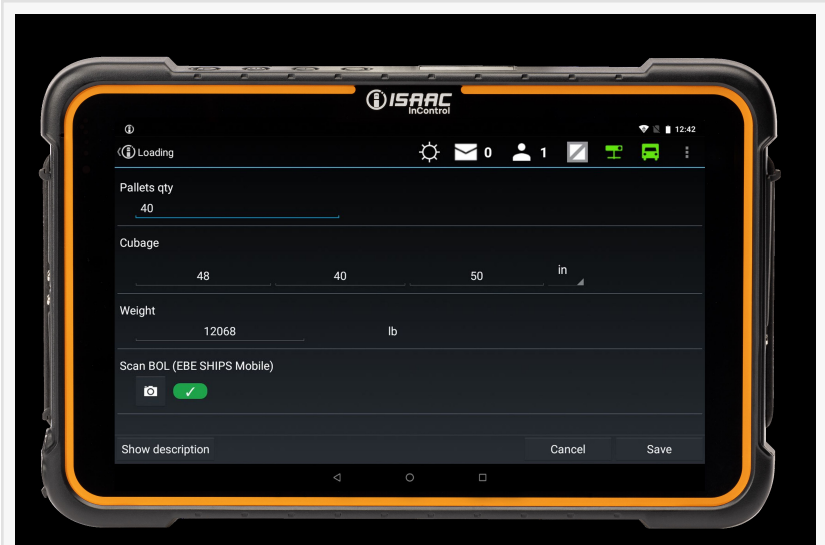 ISAAC
inControl
12:42
Loading
0
1
Pallets qty
40
Cubage
48 40 50 in
Weight
12068 lb
Scan BOL (EBE SHIPS Mobile)
Show description Cancel Save